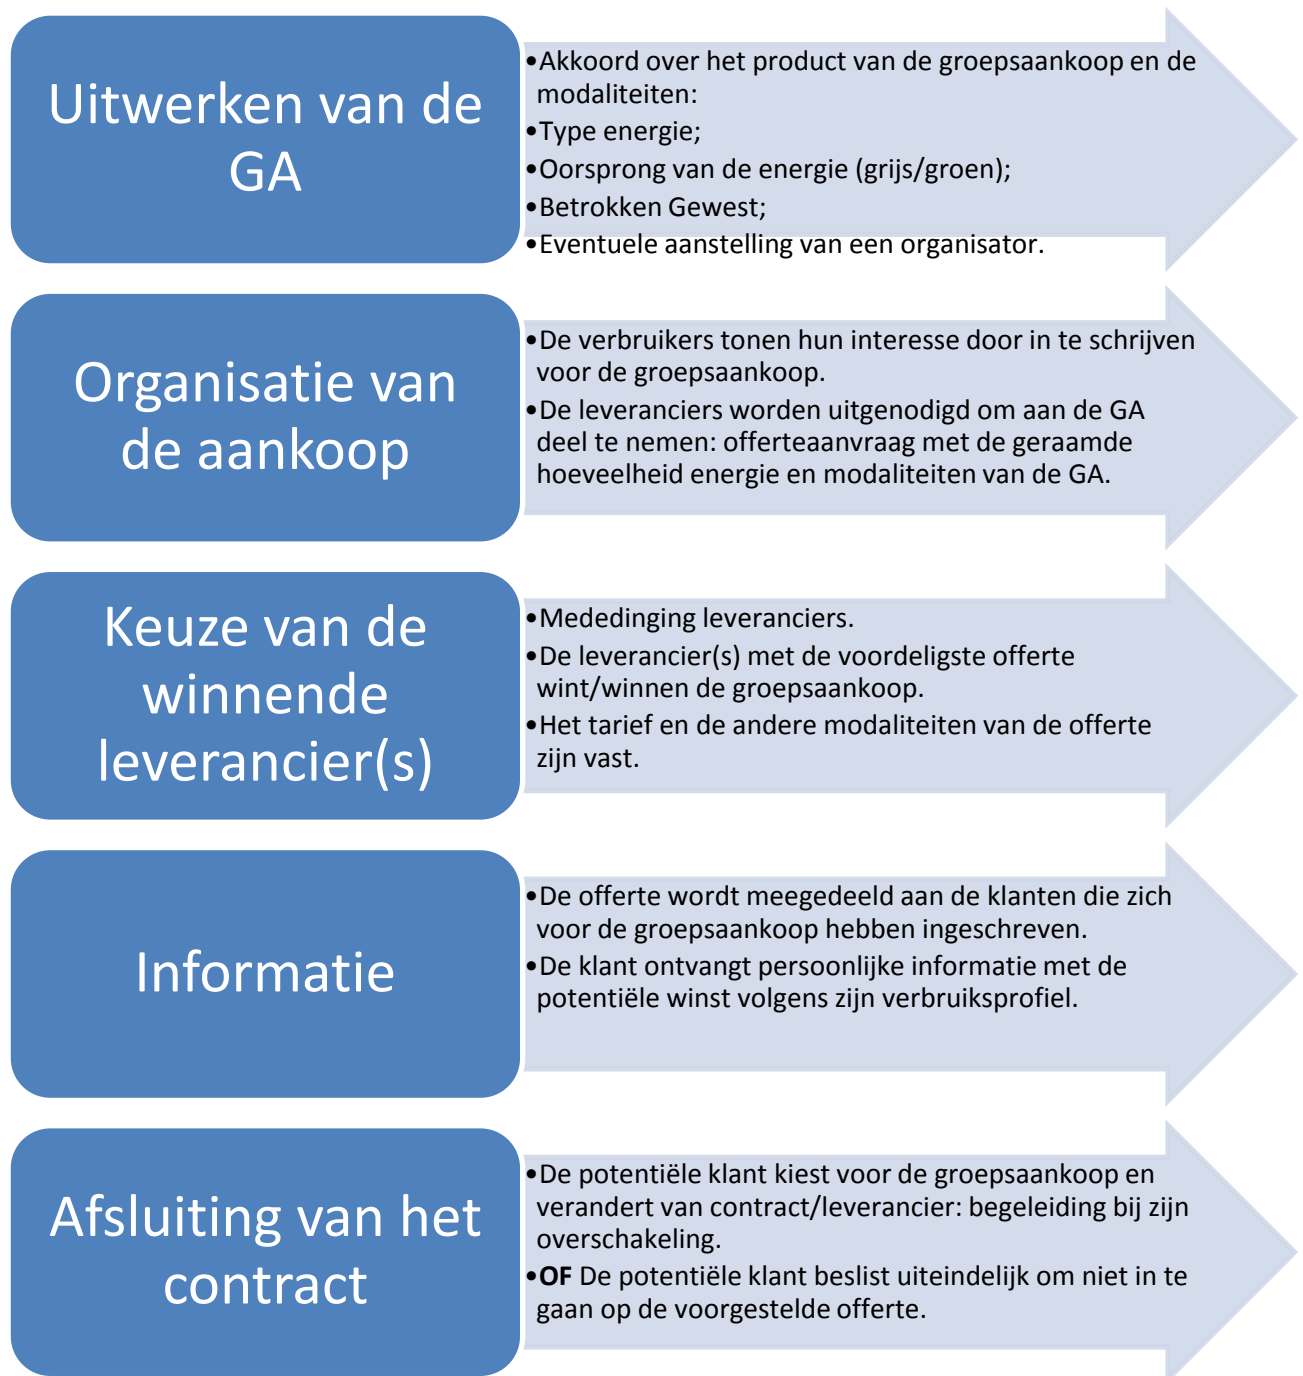 Uitwerken van de
GA
•Akkoord over het product van de groepsaankoop en de
modaliteiten:
•Type energie;
•Oorsprong van de energie (grijs/groen);
•Betrokken Gewest;
•Eventuele aanstelling van een organisator.
Organisatie van
de aankoop
•De verbruikers tonen hun interesse door in te schrijven
voor de groepsaankoop.
•De leveranciers worden uitgenodigd om aan de GA
deel te nemen: offerteaanvraag met de geraamde
hoeveelheid energie en modaliteiten van de GA.
Keuze van de
winnende
leverancier(s)
•Mededinging leveranciers.
•De leverancier(s) met de voordeligste offerte
wint/winnen de groepsaankoop.
•Het tarief en de andere modaliteiten van de offerte
zijn vast.
Informatie
•De offerte wordt meegedeeld aan de klanten die zich
voor de groepsaankoop hebben ingeschreven.
•De klant ontvangt persoonlijke informatie met de
potentiële winst volgens zijn verbruiksprofiel.
Afsluiting van het
contract
•De potentiële klant kiest voor de groepsaankoop en
verandert van contract/leverancier: begeleiding bij zijn
overschakeling.
•OF De potentiële klant beslist uiteindelijk om niet in te
gaan op de voorgestelde offerte.